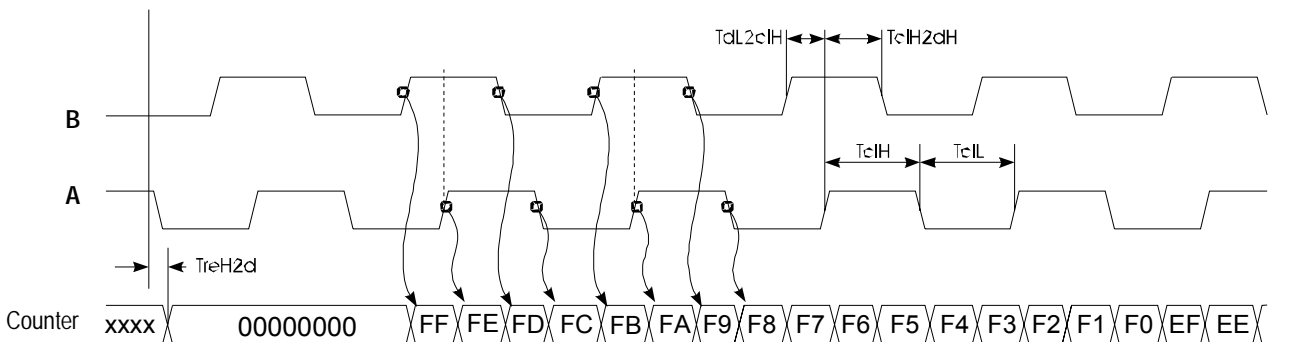 TdL2clH TclH2dH
B
TclH TclL
A
TreH2d
Counter xxxx 00000000 FF FE FD FC FB FA F9 F8 F7 F6 F5 F4 F3 F2 F1 F0 EF EE